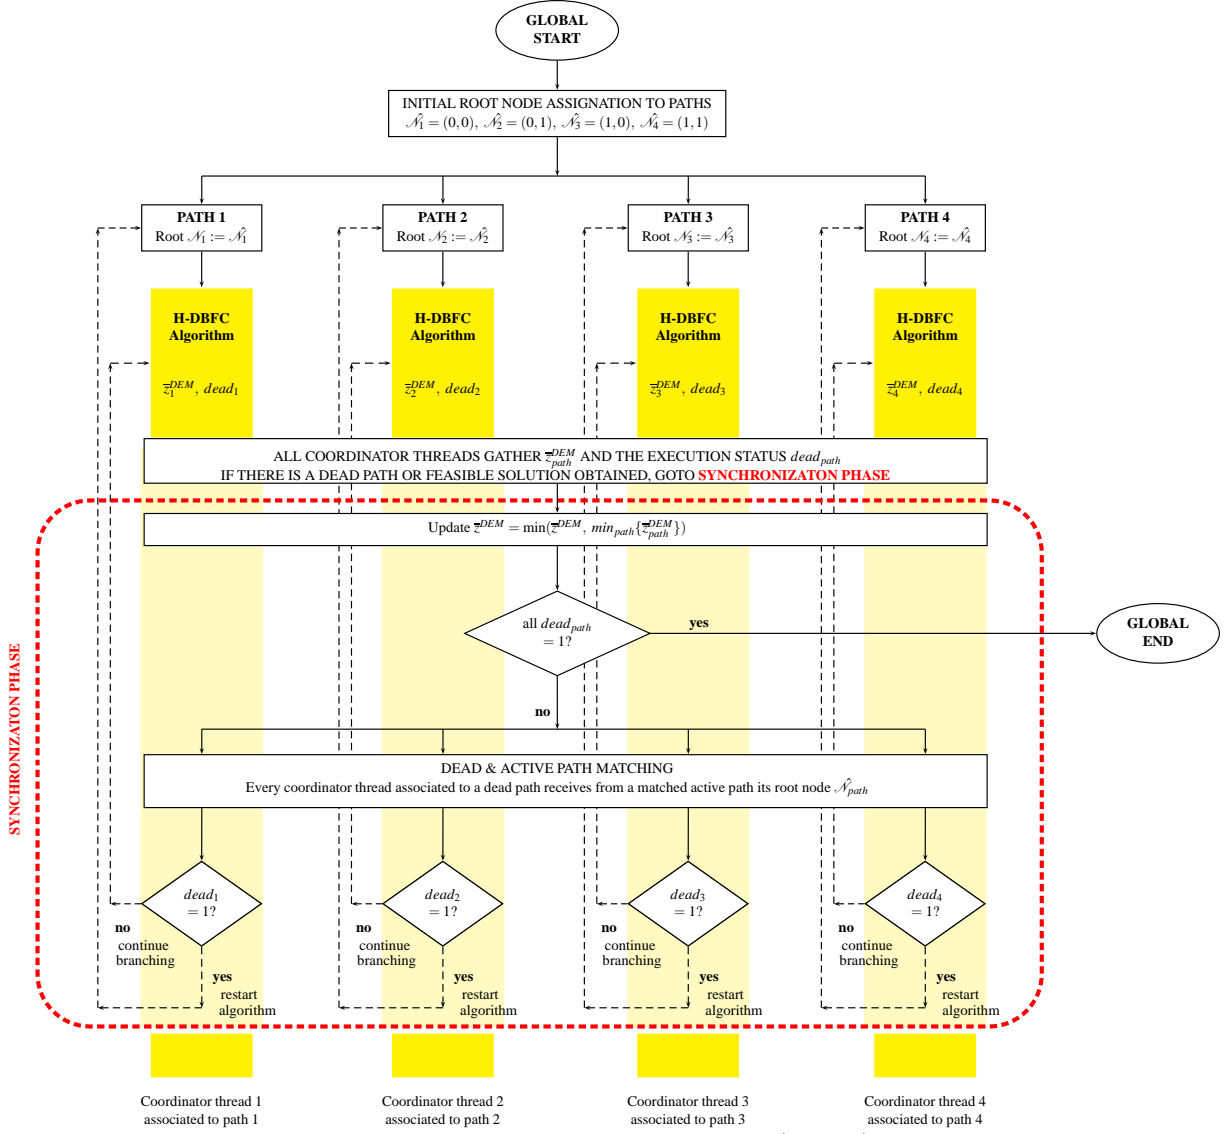 GLOBAL
START
INITIAL ROOT NODE ASSIGNATION TO PATHS
𝒩̂₁ = (0,0), 𝒩̂₂ = (0,1), 𝒩̂₃ = (1,0), 𝒩̂₄ = (1,1)
PATH 1
Root 𝒩₁ := 𝒩̂₁
PATH 2
Root 𝒩₂ := 𝒩̂₂
PATH 3
Root 𝒩₃ := 𝒩̂₃
PATH 4
Root 𝒩₄ := 𝒩̂₄
H-DBFC
Algorithm
z̅₁^DEM, dead₁
H-DBFC
Algorithm
z̅₂^DEM, dead₂
H-DBFC
Algorithm
z̅₃^DEM, dead₃
H-DBFC
Algorithm
z̅₄^DEM, dead₄
ALL COORDINATOR THREADS GATHER z̅_path^DEM AND THE EXECUTION STATUS dead_path
IF THERE IS A DEAD PATH OR FEASIBLE SOLUTION OBTAINED, GOTO SYNCHRONIZATON PHASE
Update z̅^DEM = min(z̅^DEM, min_path{z̅_path^DEM})
all dead_path
= 1?
yes
GLOBAL
END
no
SYNCHRONIZATON PHASE
DEAD & ACTIVE PATH MATCHING
Every coordinator thread associated to a dead path receives from a matched active path its root node 𝒩̂_path
dead₁
= 1?
no
continue
branching
yes
restart
algorithm
dead₂
= 1?
no
continue
branching
yes
restart
algorithm
dead₃
= 1?
no
continue
branching
yes
restart
algorithm
dead₄
= 1?
no
continue
branching
yes
restart
algorithm
Coordinator thread 1
associated to path 1
Coordinator thread 2
associated to path 2
Coordinator thread 3
associated to path 3
Coordinator thread 4
associated to path 4